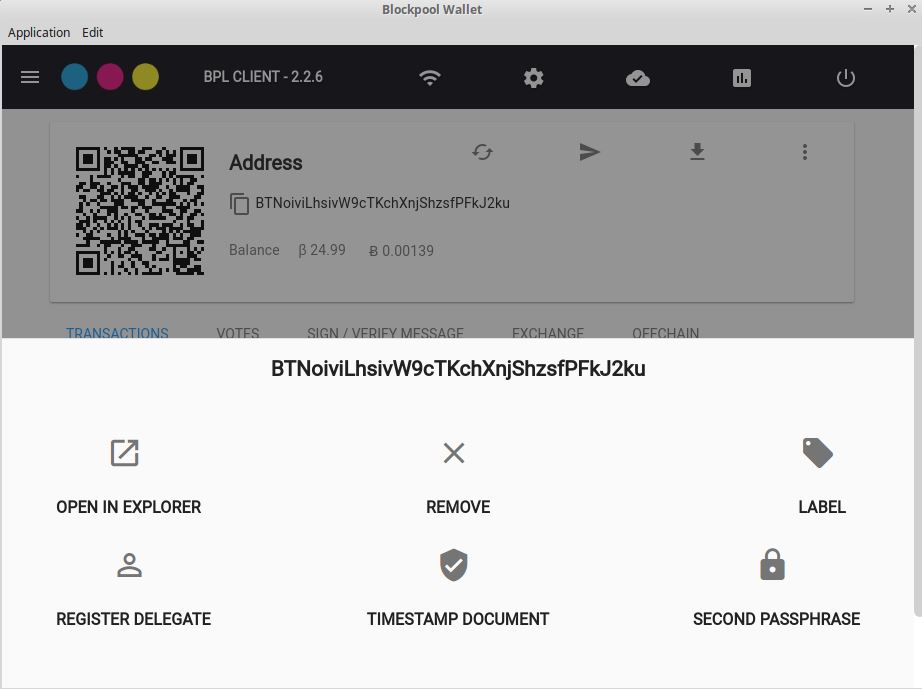 Blockpool Wallet
Application Edit
BPL CLIENT - 2.2.6
Address
BTNoiviLhsivW9cTKchXnjShzsfPFkJ2ku
Balance β 24.99 Ƀ 0.00139
TRANSACTIONS VOTES SIGN / VERIFY MESSAGE EXCHANGE OFFCHAIN
BTNoiviLhsivW9cTKchXnjShzsfPFkJ2ku
OPEN IN EXPLORER REMOVE LABEL
REGISTER DELEGATE TIMESTAMP DOCUMENT SECOND PASSPHRASE